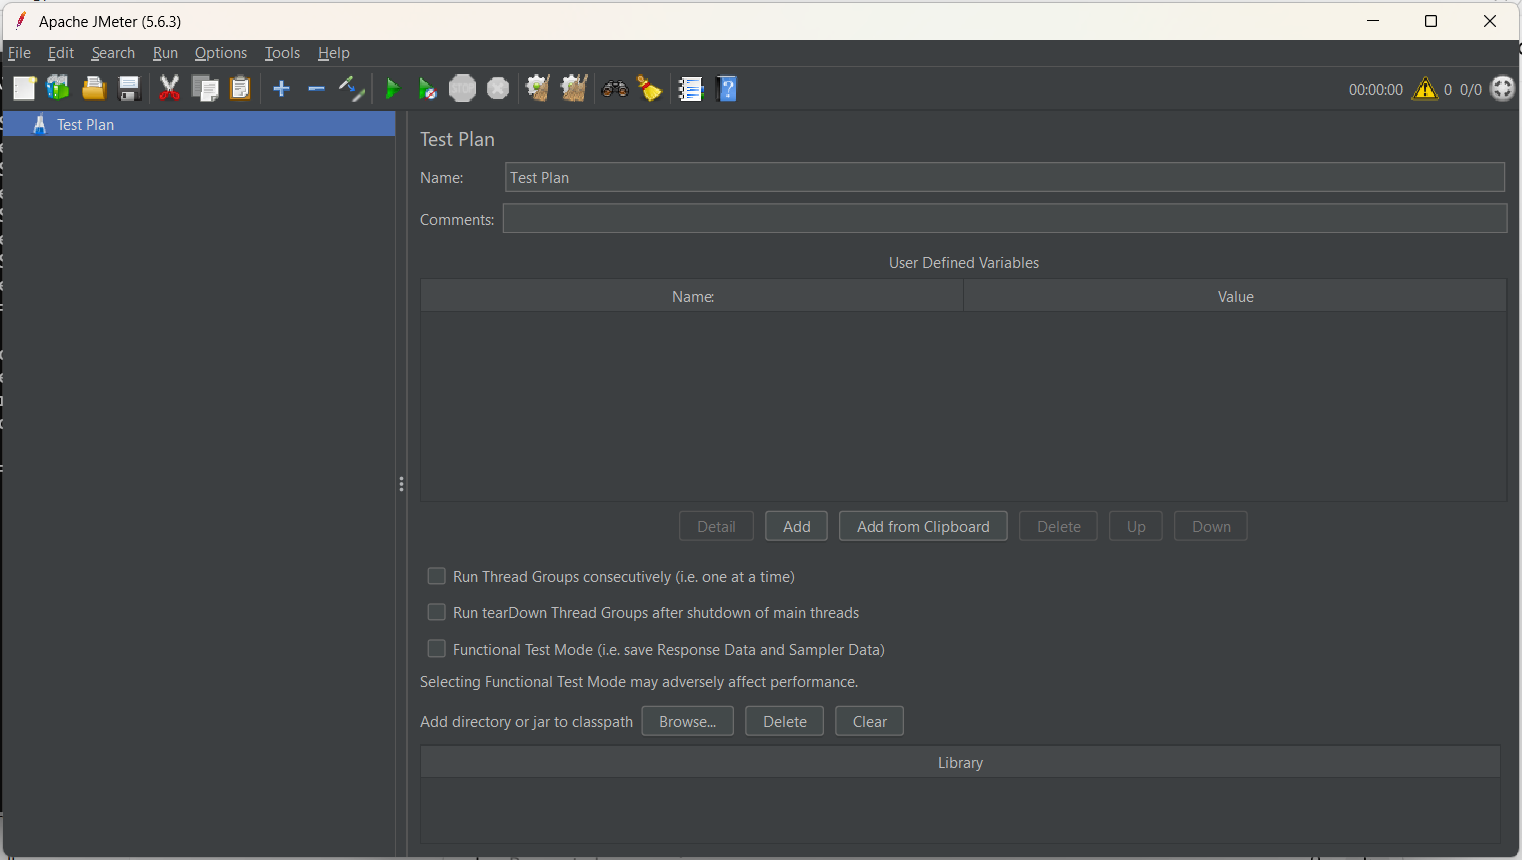 Apache JMeter (5.6.3)
File Edit Search Run Options Tools Help
STOP
00:00:00 0 0/0
Test Plan
Test Plan
Name: Test Plan
Comments:
User Defined Variables
Name: Value
Detail Add Add from Clipboard Delete Up Down
Run Thread Groups consecutively (i.e. one at a time)
Run tearDown Thread Groups after shutdown of main threads
Functional Test Mode (i.e. save Response Data and Sampler Data)
Selecting Functional Test Mode may adversely affect performance.
Add directory or jar to classpath Browse... Delete Clear
Library